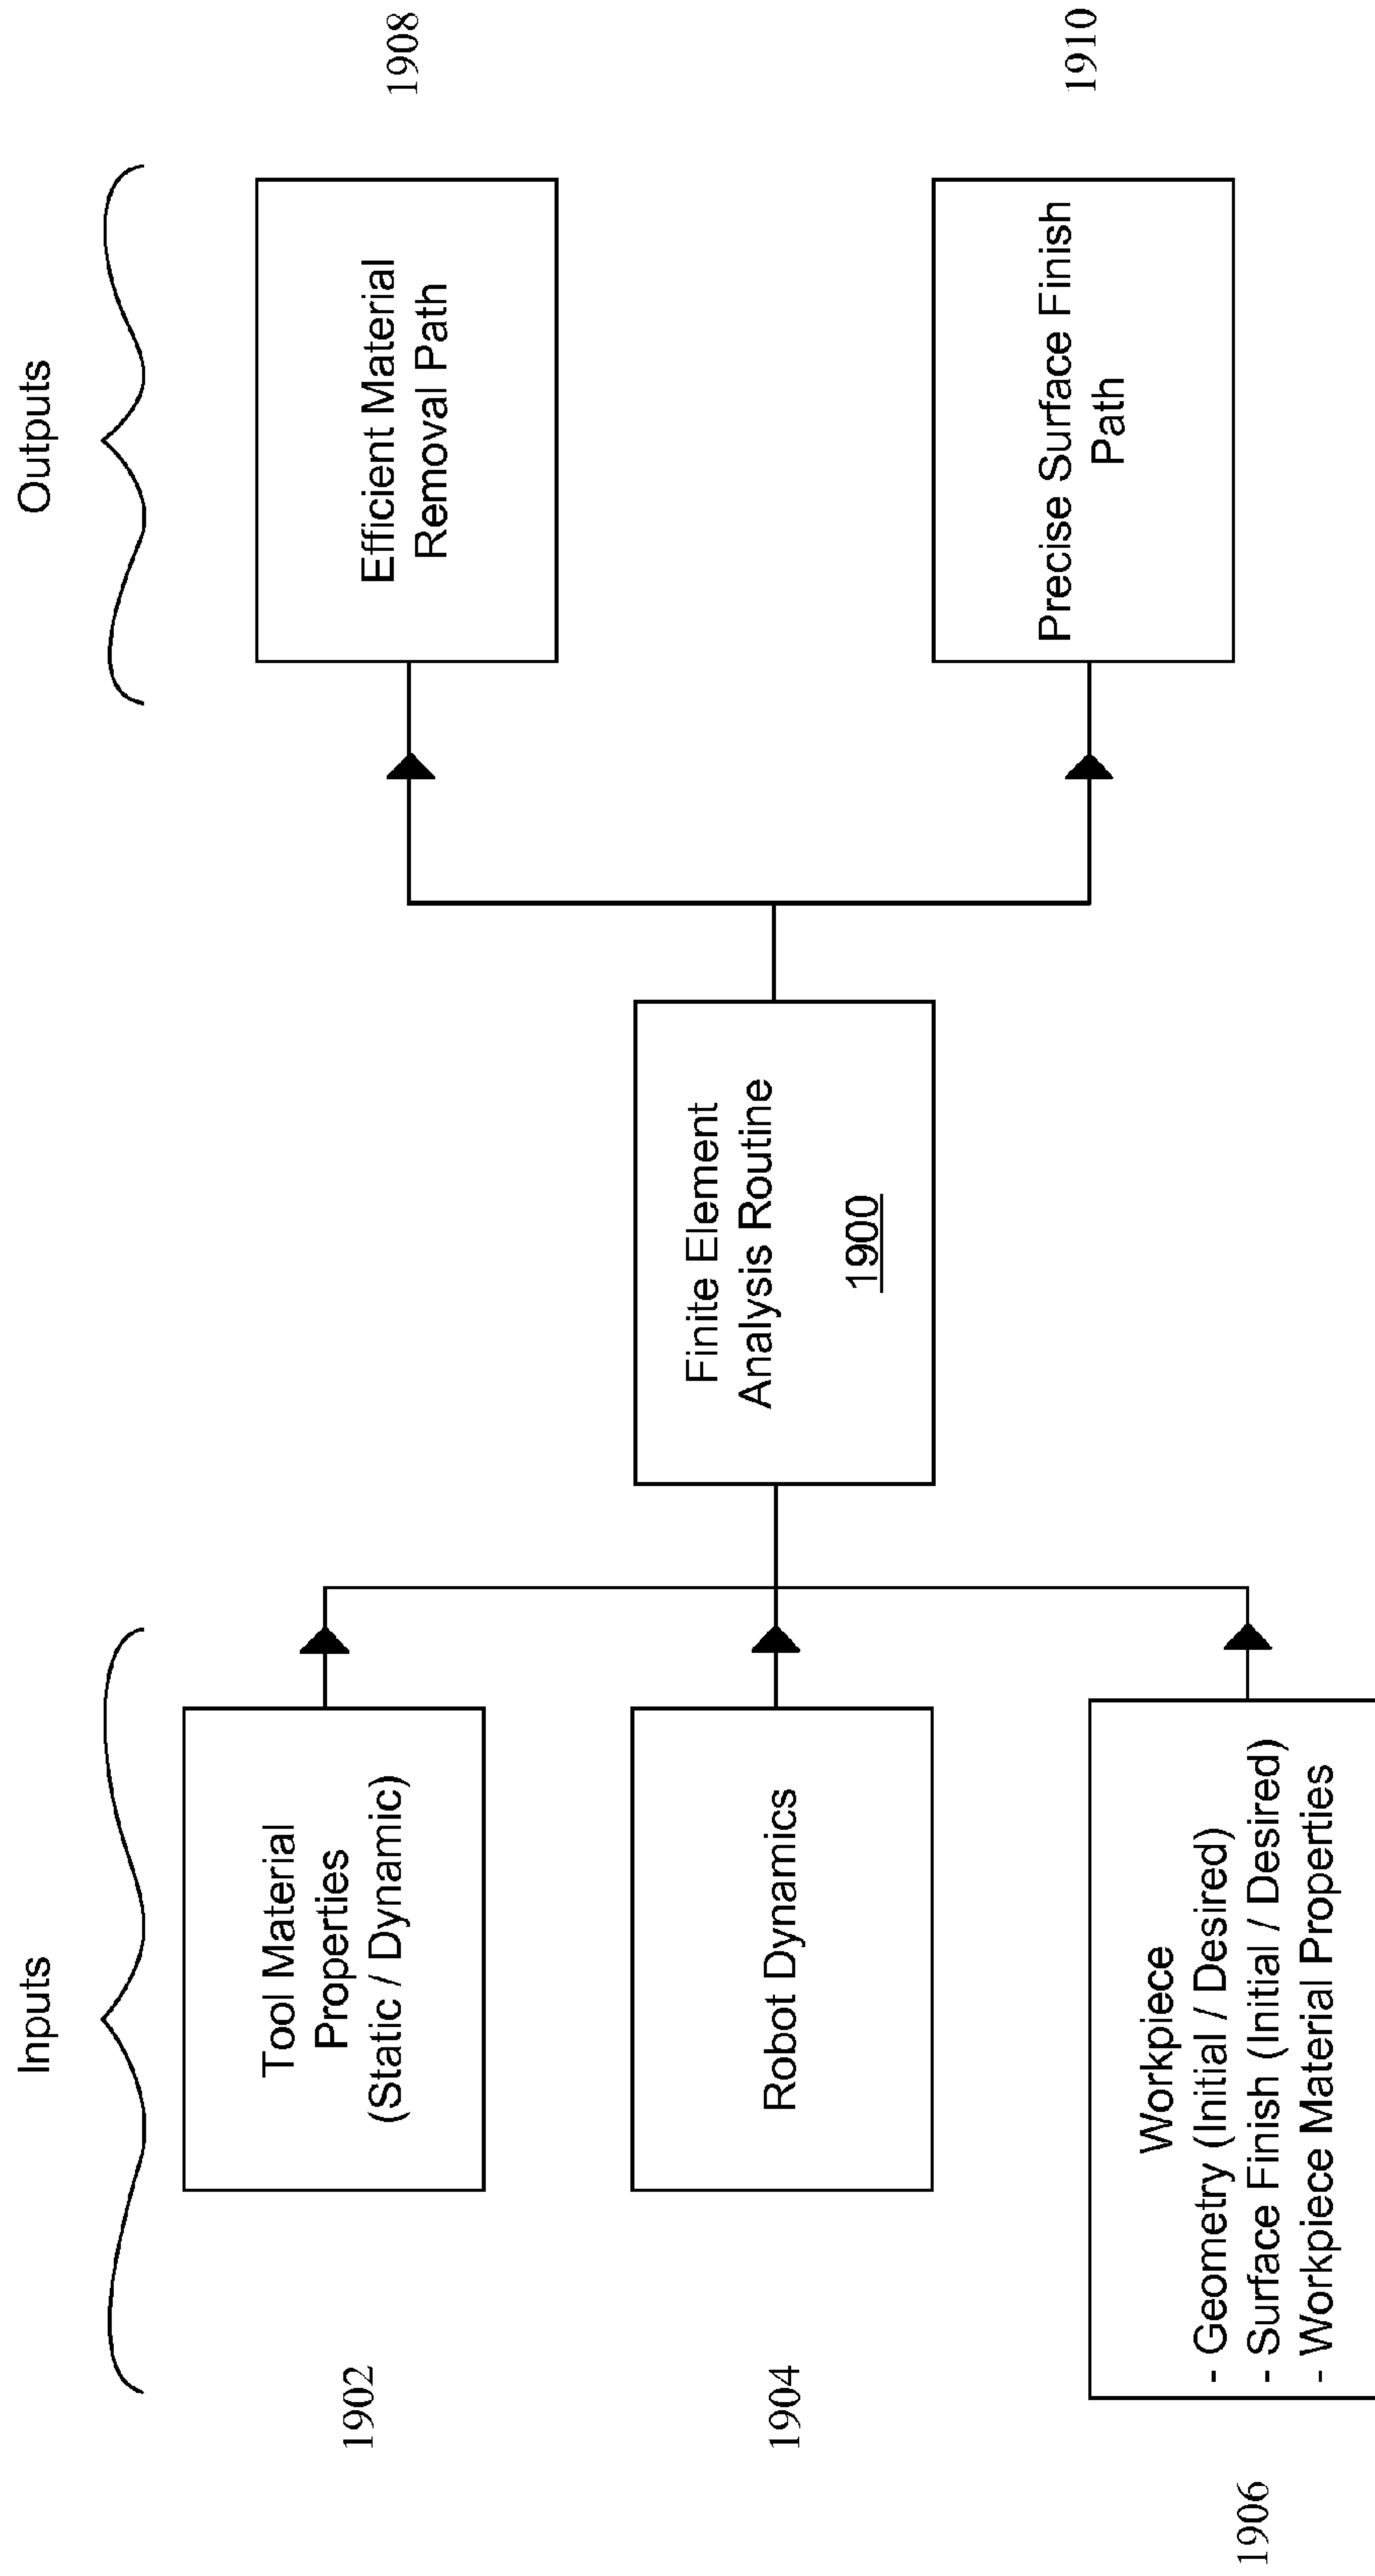 Inputs
Outputs
1902
Tool Material
Properties
(Static / Dynamic)
1904
Robot Dynamics
1906
Workpiece
- Geometry (Initial / Desired)
- Surface Finish (Initial / Desired)
- Workpiece Material Properties
Finite Element
Analysis Routine
1900
Efficient Material
Removal Path
1908
Precise Surface Finish
Path
1910